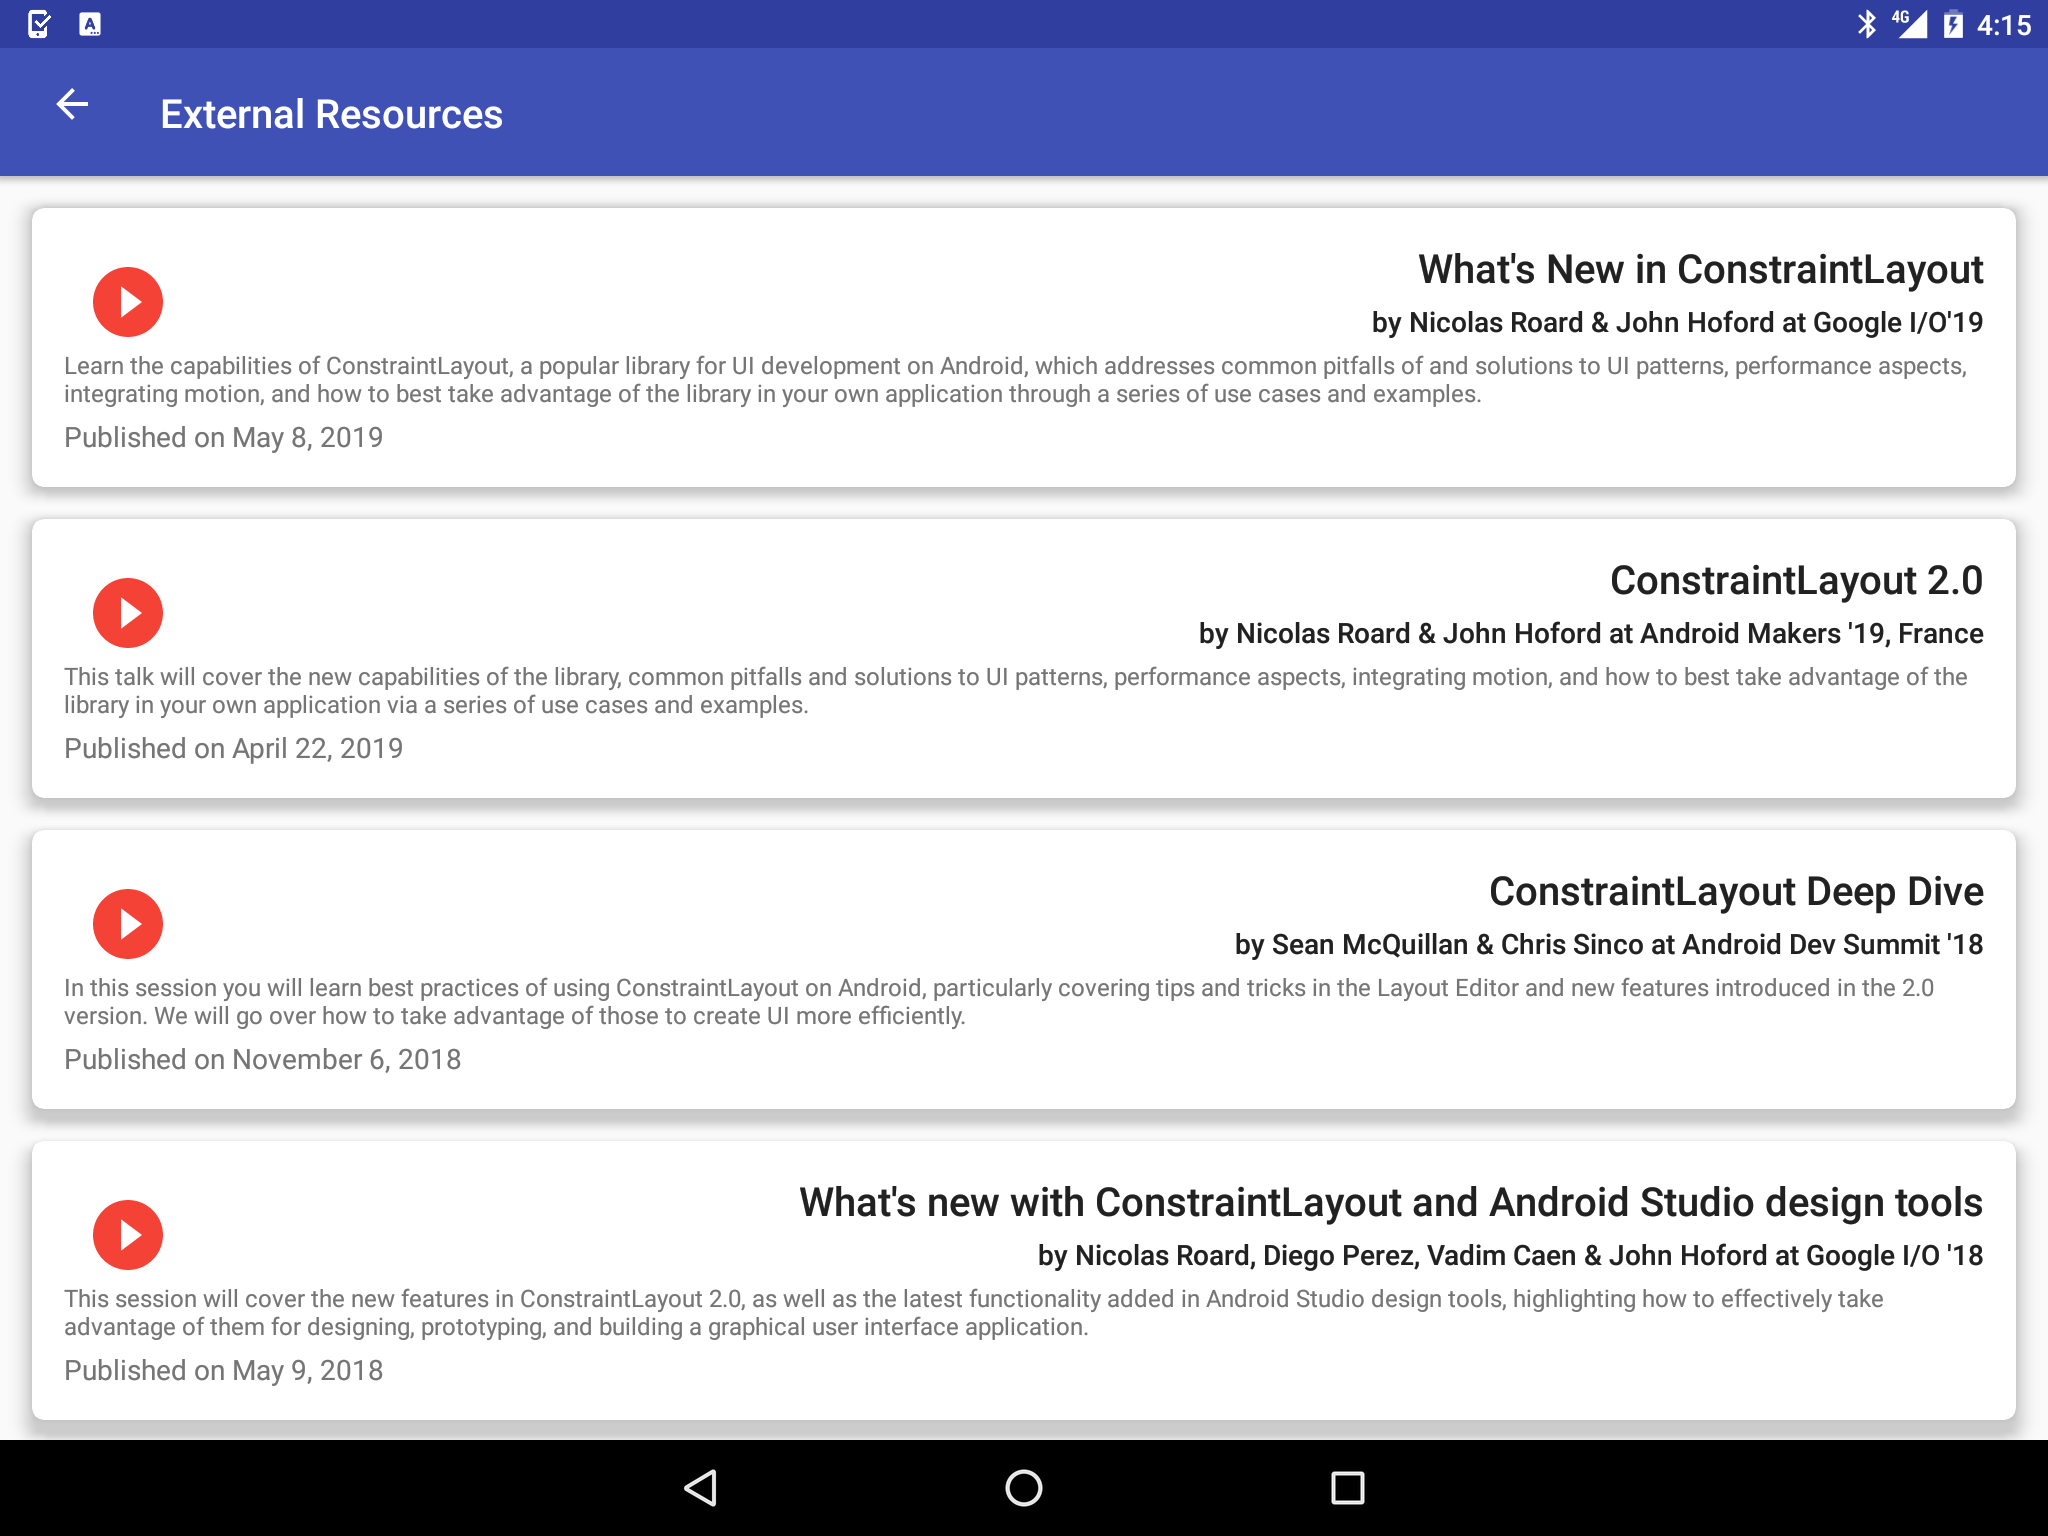 4G 4:15
External Resources
What's New in ConstraintLayout
by Nicolas Roard & John Hoford at Google I/O'19
Learn the capabilities of ConstraintLayout, a popular library for UI development on Android, which addresses common pitfalls of and solutions to UI patterns, performance aspects,
integrating motion, and how to best take advantage of the library in your own application through a series of use cases and examples.
Published on May 8, 2019
ConstraintLayout 2.0
by Nicolas Roard & John Hoford at Android Makers '19, France
This talk will cover the new capabilities of the library, common pitfalls and solutions to UI patterns, performance aspects, integrating motion, and how to best take advantage of the
library in your own application via a series of use cases and examples.
Published on April 22, 2019
ConstraintLayout Deep Dive
by Sean McQuillan & Chris Sinco at Android Dev Summit '18
In this session you will learn best practices of using ConstraintLayout on Android, particularly covering tips and tricks in the Layout Editor and new features introduced in the 2.0
version. We will go over how to take advantage of those to create UI more efficiently.
Published on November 6, 2018
What's new with ConstraintLayout and Android Studio design tools
by Nicolas Roard, Diego Perez, Vadim Caen & John Hoford at Google I/O '18
This session will cover the new features in ConstraintLayout 2.0, as well as the latest functionality added in Android Studio design tools, highlighting how to effectively take
advantage of them for designing, prototyping, and building a graphical user interface application.
Published on May 9, 2018